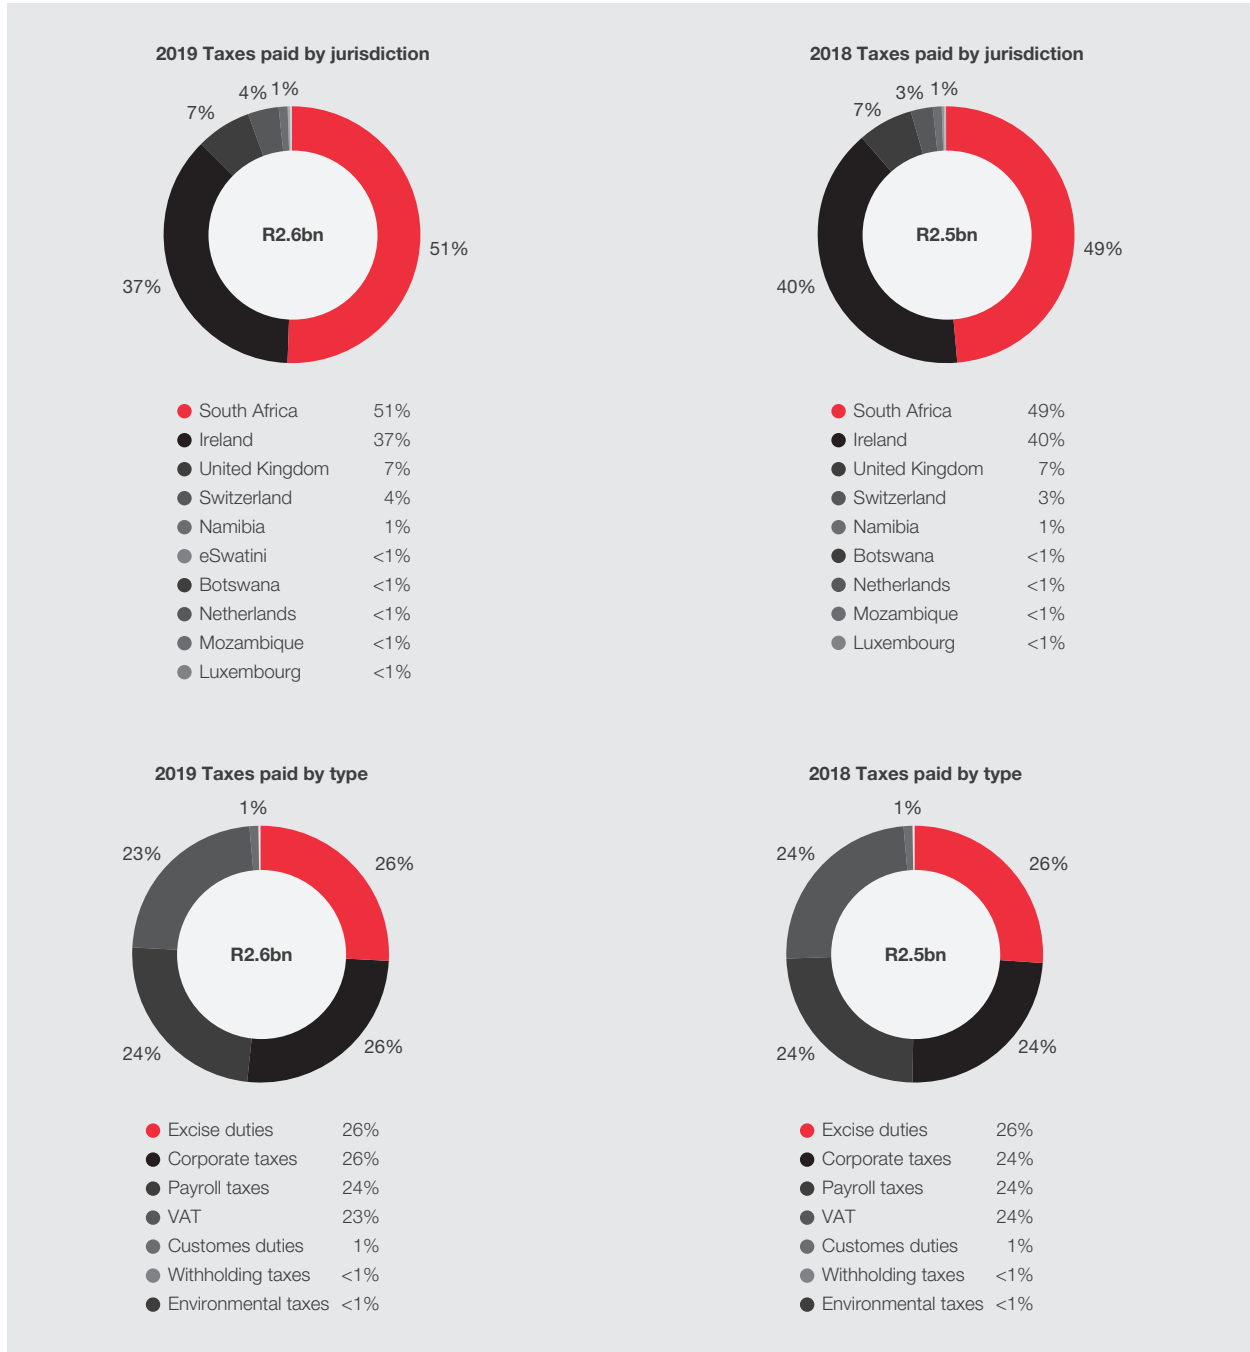 2019 Taxes paid by jurisdiction
4% 1%
7%
R2.6bn
51%
37%
South Africa 51%
Ireland 37%
United Kingdom 7%
Switzerland 4%
Namibia 1%
eSwatini <1%
Botswana <1%
Netherlands <1%
Mozambique <1%
Luxembourg <1%
2018 Taxes paid by jurisdiction
3% 1%
7%
R2.5bn
49%
40%
South Africa 49%
Ireland 40%
United Kingdom 7%
Switzerland 3%
Namibia 1%
Botswana <1%
Netherlands <1%
Mozambique <1%
Luxembourg <1%
2019 Taxes paid by type
1%
23%
26%
R2.6bn
24%
26%
Excise duties 26%
Corporate taxes 26%
Payroll taxes 24%
VAT 23%
Customes duties 1%
Withholding taxes <1%
Environmental taxes <1%
2018 Taxes paid by type
1%
24%
26%
R2.5bn
24%
24%
Excise duties 26%
Corporate taxes 24%
Payroll taxes 24%
VAT 24%
Customes duties 1%
Withholding taxes <1%
Environmental taxes <1%